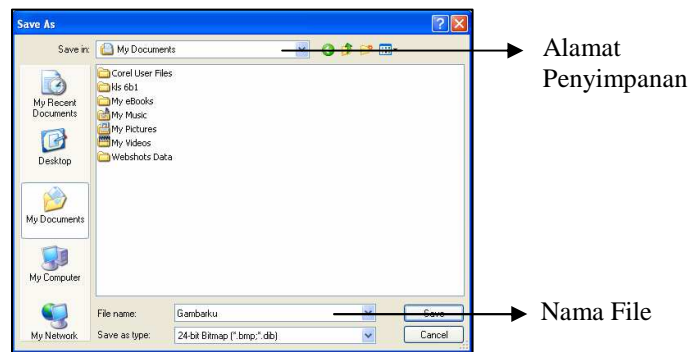 Save As
Save in:
My Documents
Alamat
Penyimpanan
My Recent
Documents
Desktop
My Documents
My Computer
My Network
Corel User Files
kls 6b1
My eBooks
My Music
My Pictures
My Videos
Webshots Data
File name:
Gambarku
Save
Nama File
Save as type:
24-bit Bitmap (*.bmp;*.dib)
Cancel